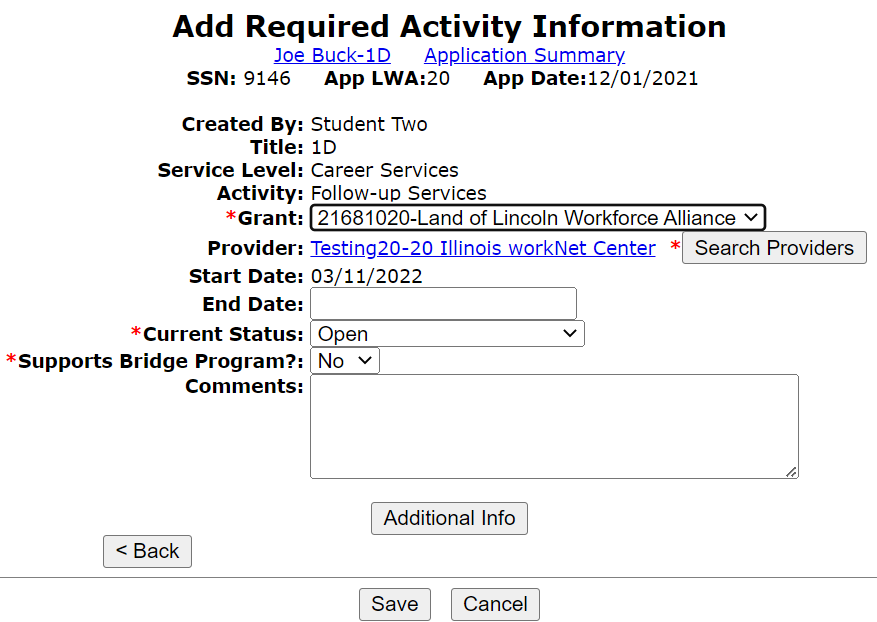 Add Required Activity Information
Joe Buck-1D Application Summary
SSN: 9146 App LWA:20 App Date:12/01/2021
Created By: Student Two
Title: 1D
Service Level: Career Services
Activity: Follow-up Services
*Grant: 21681020-Land of Lincoln Workforce Alliance
Provider: Testing20-20 Illinois workNet Center * Search Providers
Start Date: 03/11/2022
End Date:
*Current Status: Open
*Supports Bridge Program?: No
Comments:
Additional Info
< Back
Save Cancel